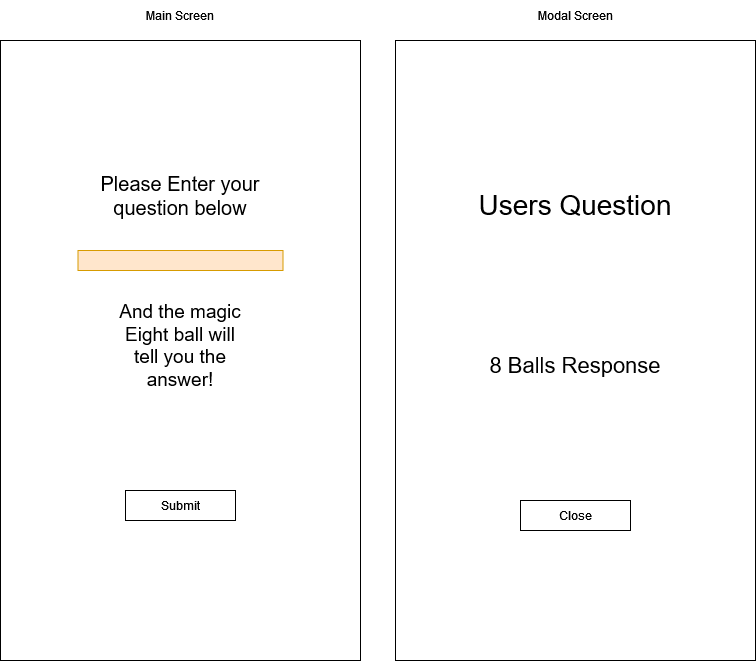 Main Screen
Please Enter your
question below
And the magic
Eight ball will
tell you the
answer!
Submit
Modal Screen
Users Question
8 Balls Response
Close